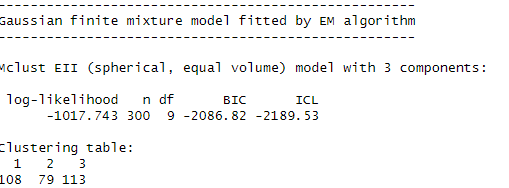 ----------------------------------------------------
Gaussian finite mixture model fitted by EM algorithm
----------------------------------------------------
Mclust EII (spherical, equal volume) model with 3 components:
log-likelihood n df BIC ICL
-1017.743 300 9 -2086.82 -2189.53
Clustering table:
1 2 3
108 79 113